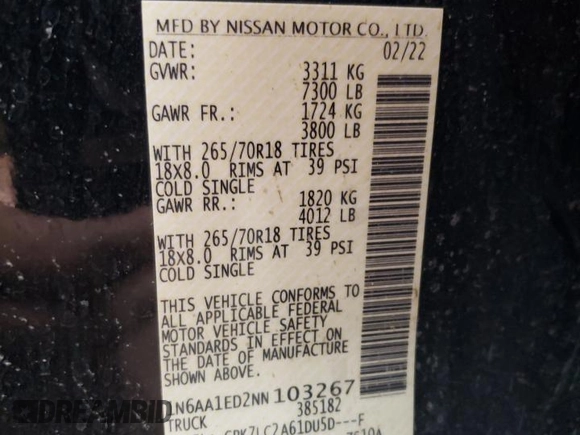 MFD BY NISSAN MOTOR CO., LTD.
DATE: 02/22
GVWR: 3311 KG
7300 LB
GAWR FR.: 1724 KG
3800 LB
WITH 265/70R18 TIRES
18X8.0 RIMS AT 39 PSI
COLD SINGLE
GAWR RR.: 1820 KG
4012 LB
WITH 265/70R18 TIRES
18X8.0 RIMS AT 39 PSI
COLD SINGLE
THIS VEHICLE CONFORMS TO
ALL APPLICABLE FEDERAL
MOTOR VEHICLE SAFETY
STANDARDS IN EFFECT ON
THE DATE OF MANUFACTURE
SHOWN ABOVE.
1N6AA1ED2NN 103267
TRUCK 385182
DREAMBID